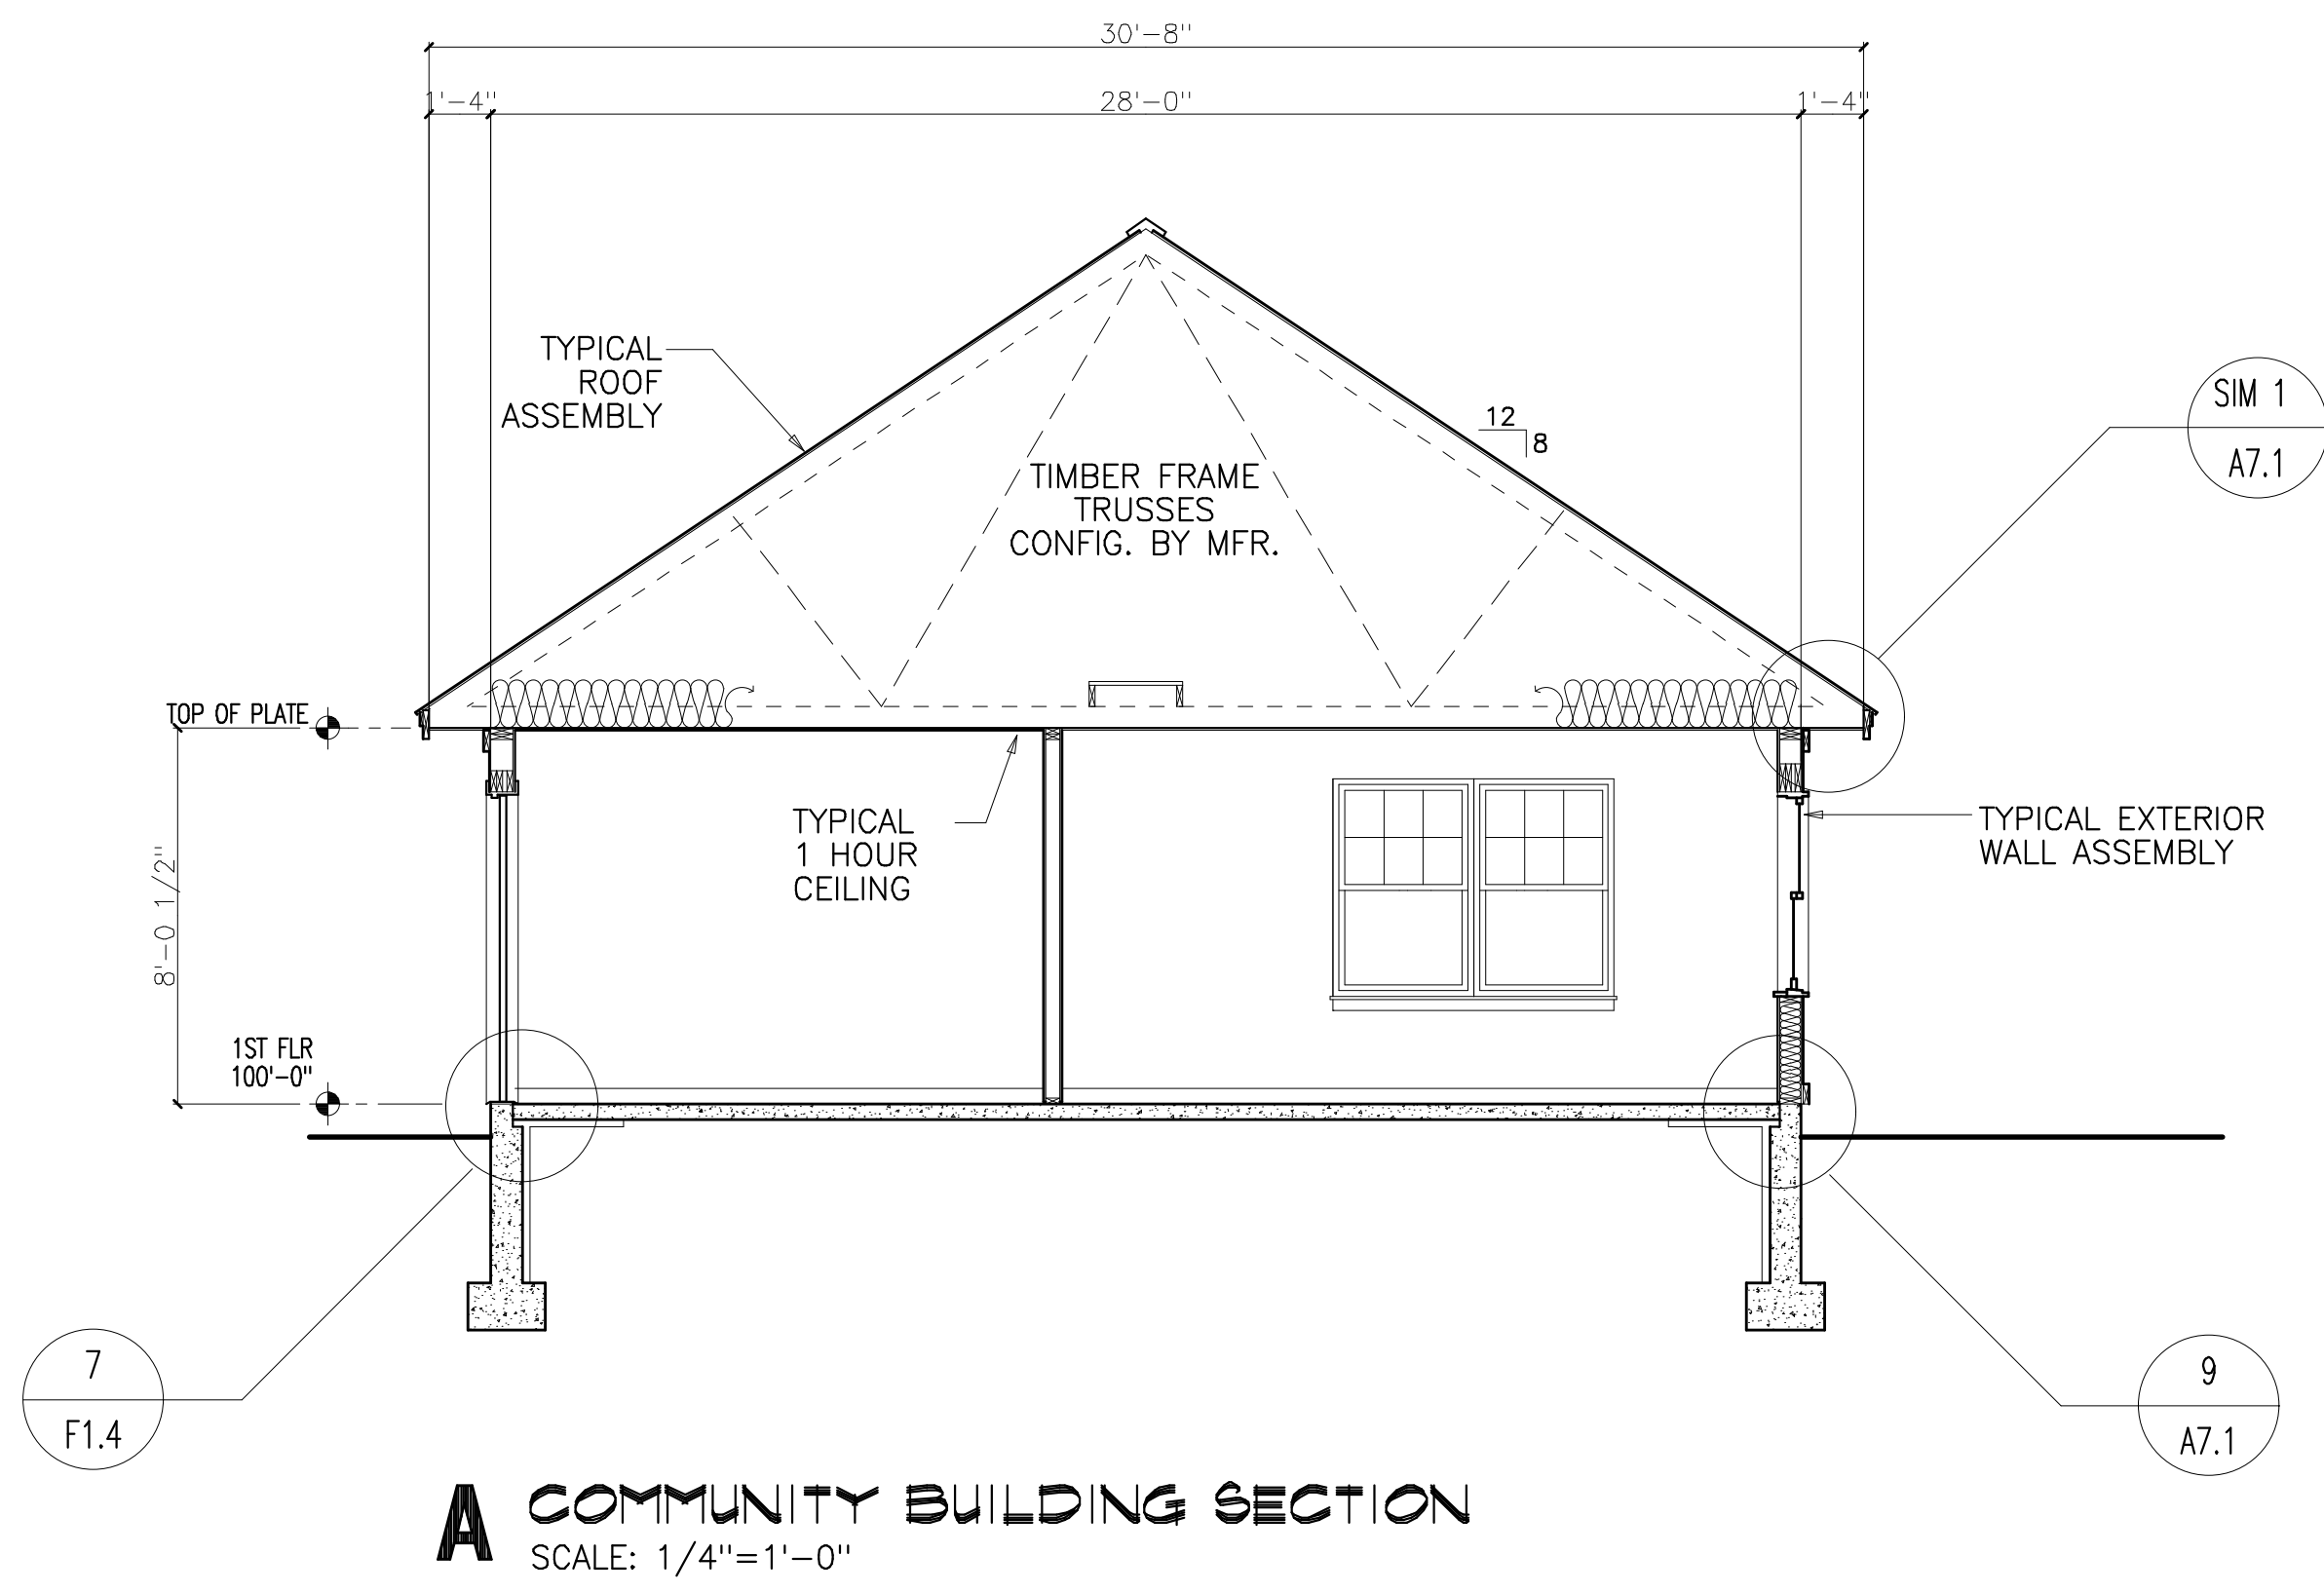 30'-8"
1'-4"
28'-0"
1'-4"
TYPICAL
ROOF
ASSEMBLY
12
8
SIM 1
A7.1
TIMBER FRAME
TRUSSES
CONFIG. BY MFR.
TOP OF PLATE
8'-0 1/2"
TYPICAL
1 HOUR
CEILING
TYPICAL EXTERIOR
WALL ASSEMBLY
1ST FLR
100'-0"
7
F1.4
9
A7.1
A COMMUNITY BUILDING SECTION
SCALE: 1/4"=1'-0"